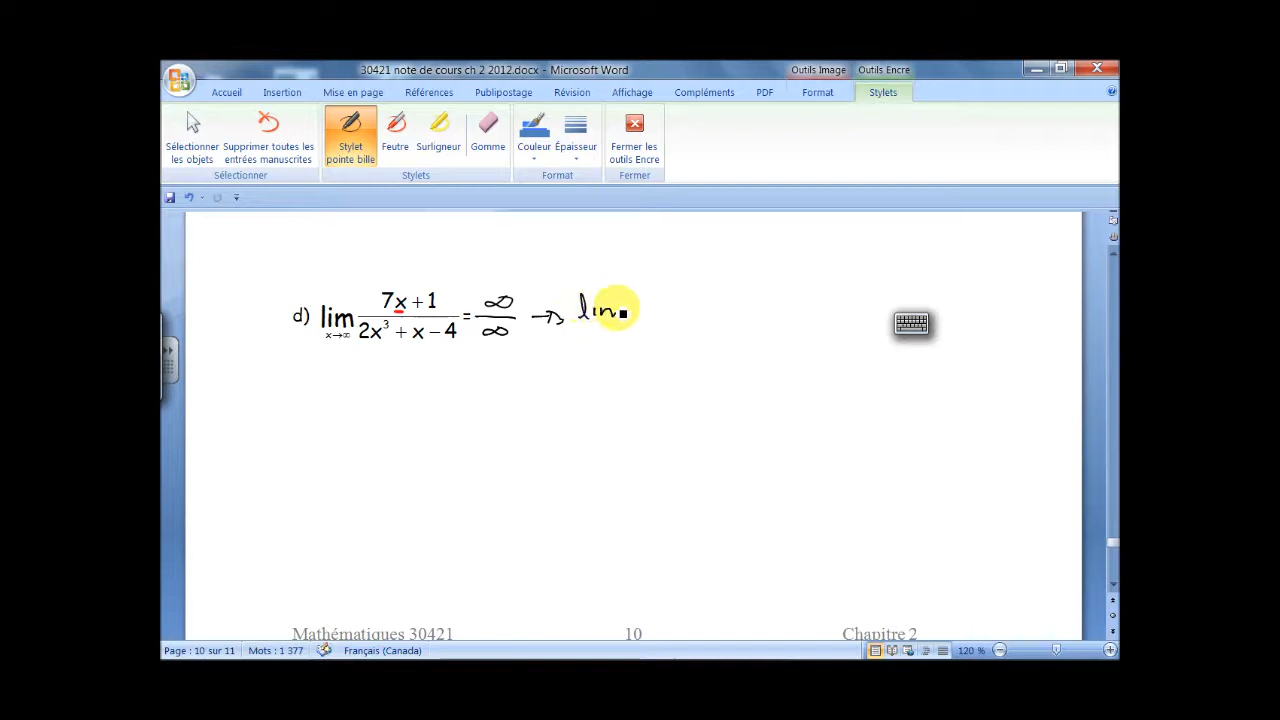 30421 note de cours ch 2 2012.docx - Microsoft Word
Outils Image
Outils Encre
Accueil
Insertion
Mise en page
Références
Publipostage
Révision
Affichage
Compléments
PDF
Format
Stylets
Sélectionner les objets
Supprimer toutes les entrées manuscrites
Stylet pointe bille
Feutre
Surligneur
Gomme
Couleur
Épaisseur
Fermer les outils Encre
Sélectionner
Stylets
Format
Fermer
d) lim x→∞ (7x + 1)/(2x³ + x − 4) = ∞/∞ → lim
Mathématiques 30421
10
Chapitre 2
Page : 10 sur 11
Mots : 1 377
Français (Canada)
120 %